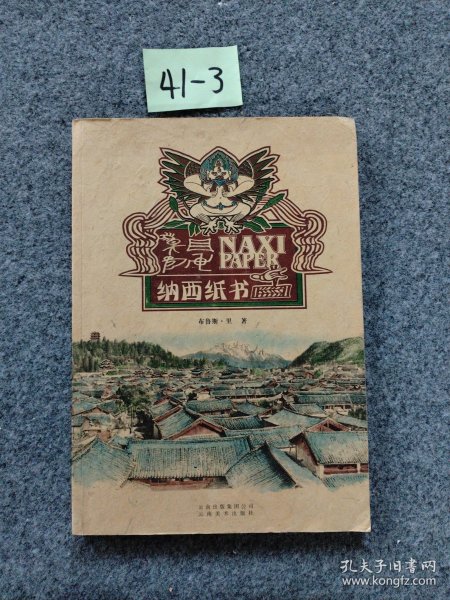 41-3
NAXI
PAPER
纳西纸书
布鲁斯·里 著
云南出版集团公司
云南美术出版社
孔夫子旧书网
www.kongfz.com